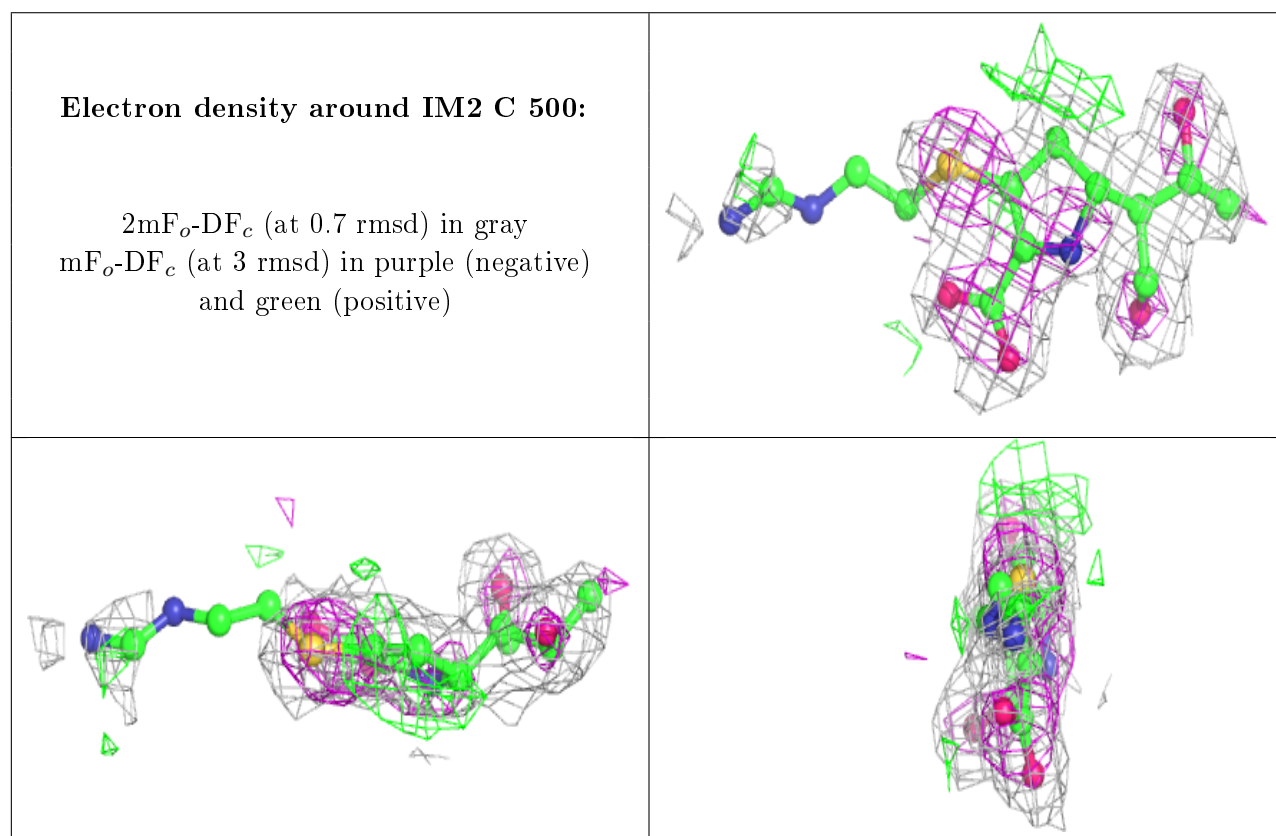 Electron density around IM2 C 500:
2mFo-DFc (at 0.7 rmsd) in gray
mFo-DFc (at 3 rmsd) in purple (negative)
and green (positive)